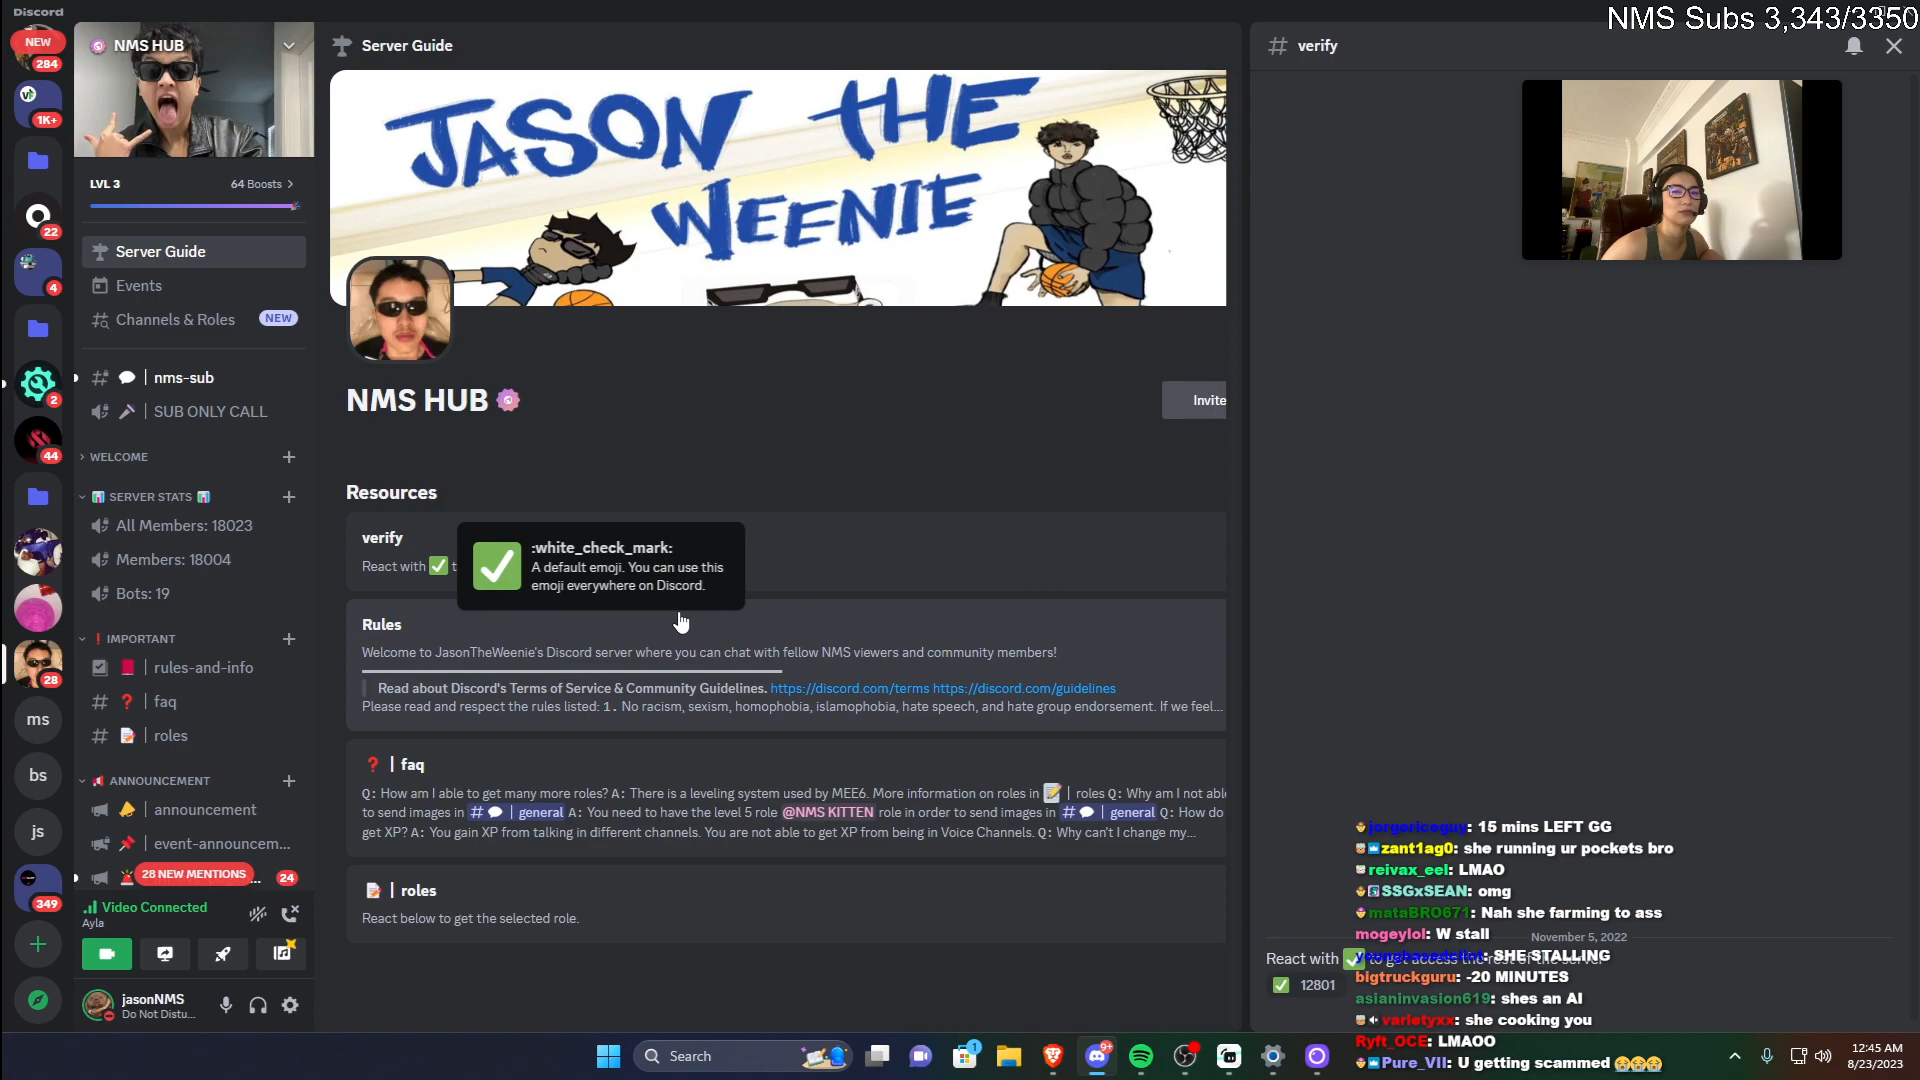 Discord
NMS Subs 3,343/3350
NEW
284
1K+
22
4
2
44
28
ms
bs
js
349
NMS HUB
LVL 3
64 Boosts
Server Guide
Events
Channels & Roles
NEW
nms-sub
SUB ONLY CALL
WELCOME
SERVER STATS
All Members: 18023
Members: 18004
Bots: 19
IMPORTANT
rules-and-info
faq
roles
ANNOUNCEMENT
announcement
event-announcem...
28 NEW MENTIONS
...
24
Video Connected
Ayla
jasonNMS
Do Not Distu...
Server Guide
JASON THE
WEENIE
NMS HUB
Invite
Resources
verify
React with ✅ t
:white_check_mark:
A default emoji. You can use this
emoji everywhere on Discord.
Rules
Welcome to JasonTheWeenie's Discord server where you can chat with fellow NMS viewers and community members!
Read about Discord's Terms of Service & Community Guidelines. https://discord.com/terms https://discord.com/guidelines
Please read and respect the rules listed: 1. No racism, sexism, homophobia, islamophobia, hate speech, and hate group endorsement. If we feel...
❓ | faq
Q: How am I able to get many more roles? A: There is a leveling system used by MEE6. More information on roles in 📝 | roles Q: Why am I not abl
to send images in # 💬 | general A: You need to have the level 5 role @NMS KITTEN role in order to send images in # 💬 | general Q: How do
get XP? A: You gain XP from talking in different channels. You are not able to get XP from being in Voice Channels. Q: Why can't I change my...
📝 | roles
React below to get the selected role.
# verify
November 5, 2022
React with ✅ to get access the rest of the server
✅ 12801
jorgericeguy: 15 mins LEFT GG
zant1ag0: she running ur pockets bro
reivax_eel: LMAO
SSGxSEAN: omg
mataBRO671: Nah she farming to ass
mogeylol: W stall
: SHE STALLING
bigtruckguru: -20 MINUTES
asianinvasion619: shes an AI
varietyxx: she cooking you
Ryft_OCE: LMAOO
Pure_VII: U getting scammed 😭😭😭
Search
1
9+
12:45 AM
8/23/2023